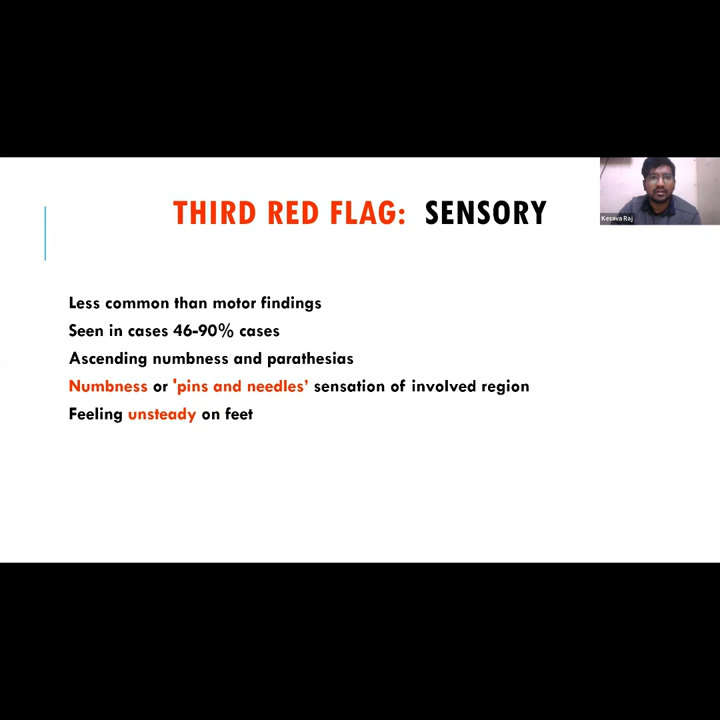 THIRD RED FLAG: SENSORY
Kesava Raj
Less common than motor findings
Seen in cases 46-90% cases
Ascending numbness and parathesias
Numbness or 'pins and needles' sensation of involved region
Feeling unsteady on feet